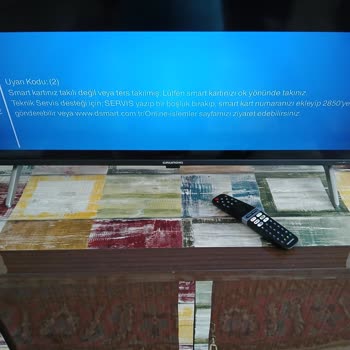 Uyarı Kodu: (2)
Smart kartınız takılı değil veya ters takılmış. Lütfen smart kartınızı ok yönünde takınız.
Teknik Servis desteği için, SERVIS yazıp bir boşluk bırakıp, smart kart numaranızı ekleyip 2850'ye
gönderebilir veya www.dsmart.com.tr/Online-islemler sayfamızı ziyaret edebilirsiniz.
GRUNDIG